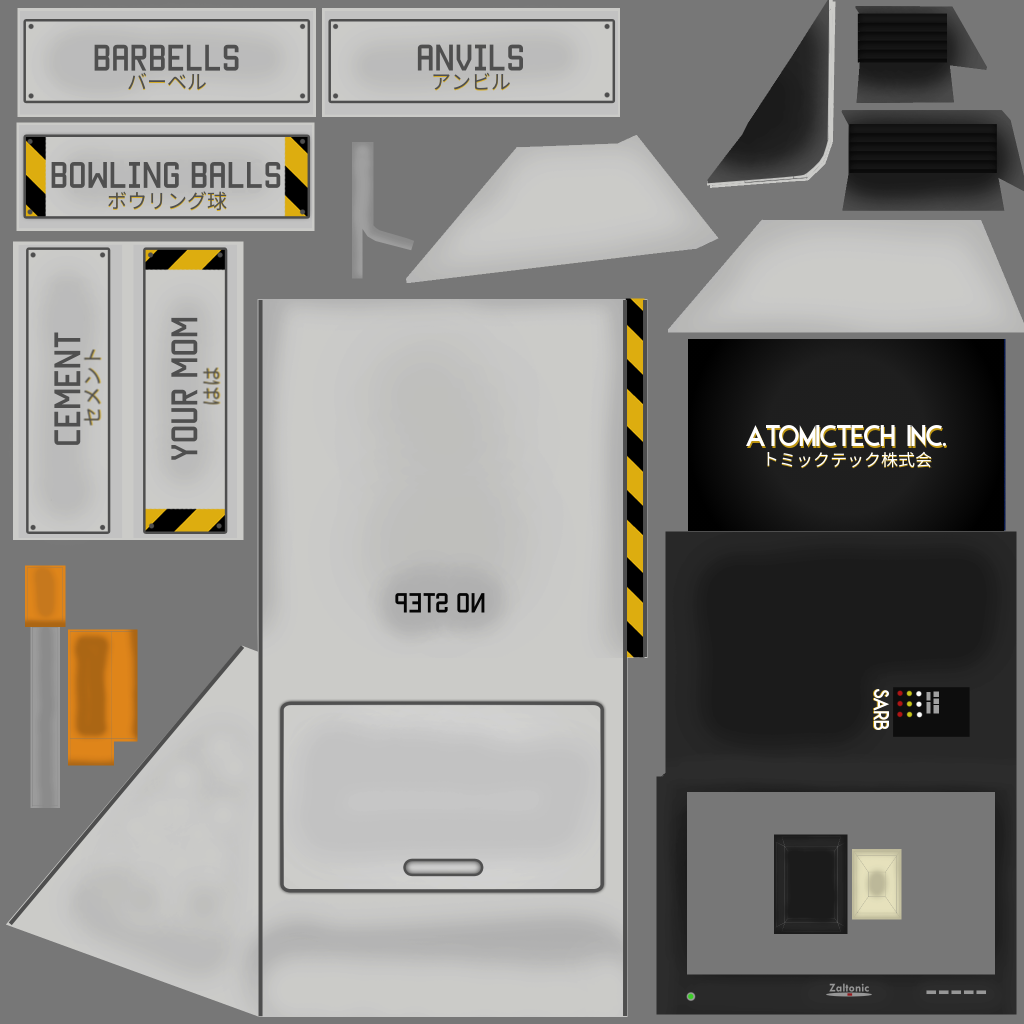 BARBELLS
バーベル
ANVILS
アンビル
BOWLING BALLS
ボウリング球
CEMENT
セメント
YOUR MOM
はは
NO STEP
ATOMICTECH INC.
トミックテック株式会
SARB
Zaltonic